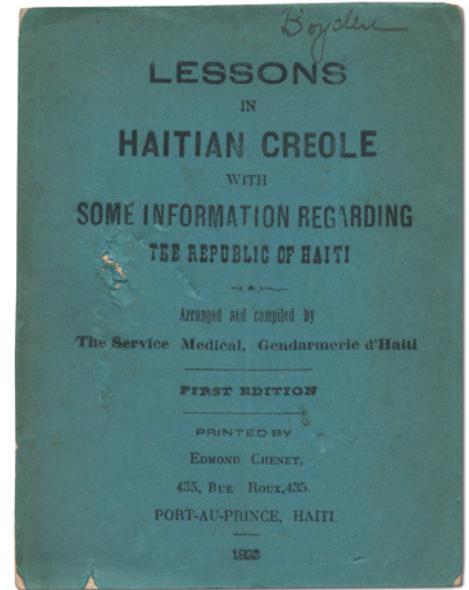 Boyden
LESSONS
IN
HAITIAN CREOLE
WITH
SOME INFORMATION REGARDING
THE REPUBLIC OF HAITI
Arranged and compiled by
The Service Medical, Gendarmerie d'Haiti
FIRST EDITION
PRINTED BY
EDMOND CHENET,
435, RUE ROUX, 435.
PORT-AU-PRINCE, HAITI